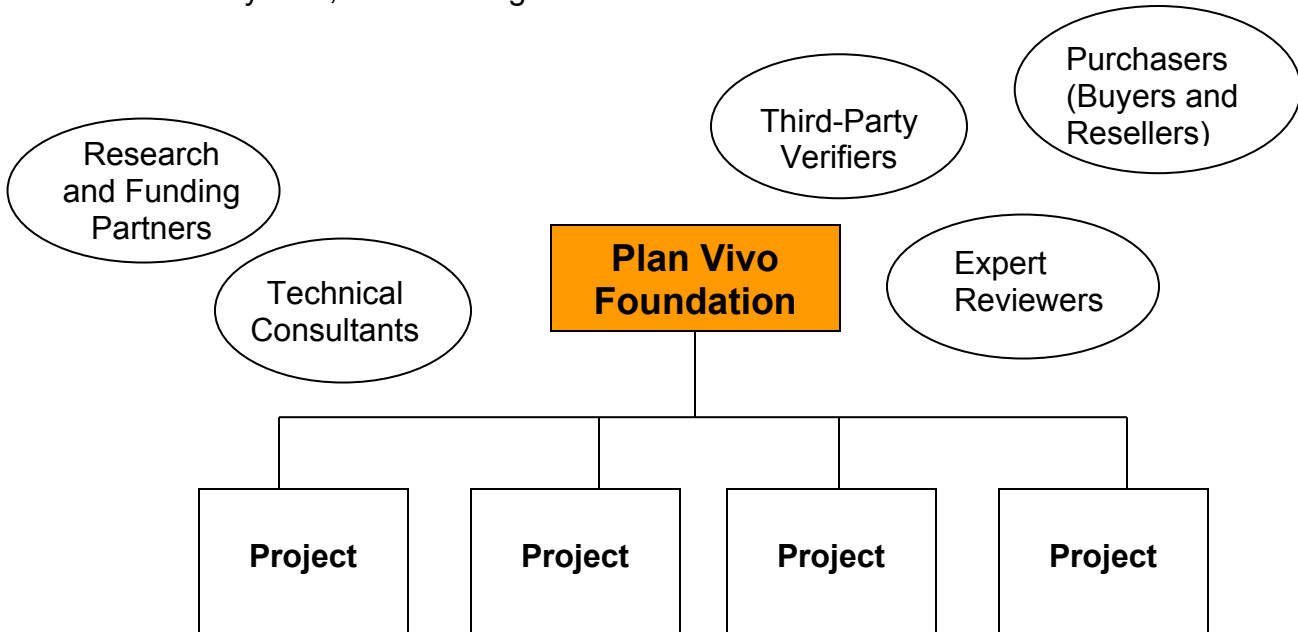 Purchasers
(Buyers and
Resellers)
Third-Party
Verifiers
Research
and Funding
Partners
Plan Vivo
Foundation
Expert
Reviewers
Technical
Consultants
Project
Project
Project
Project